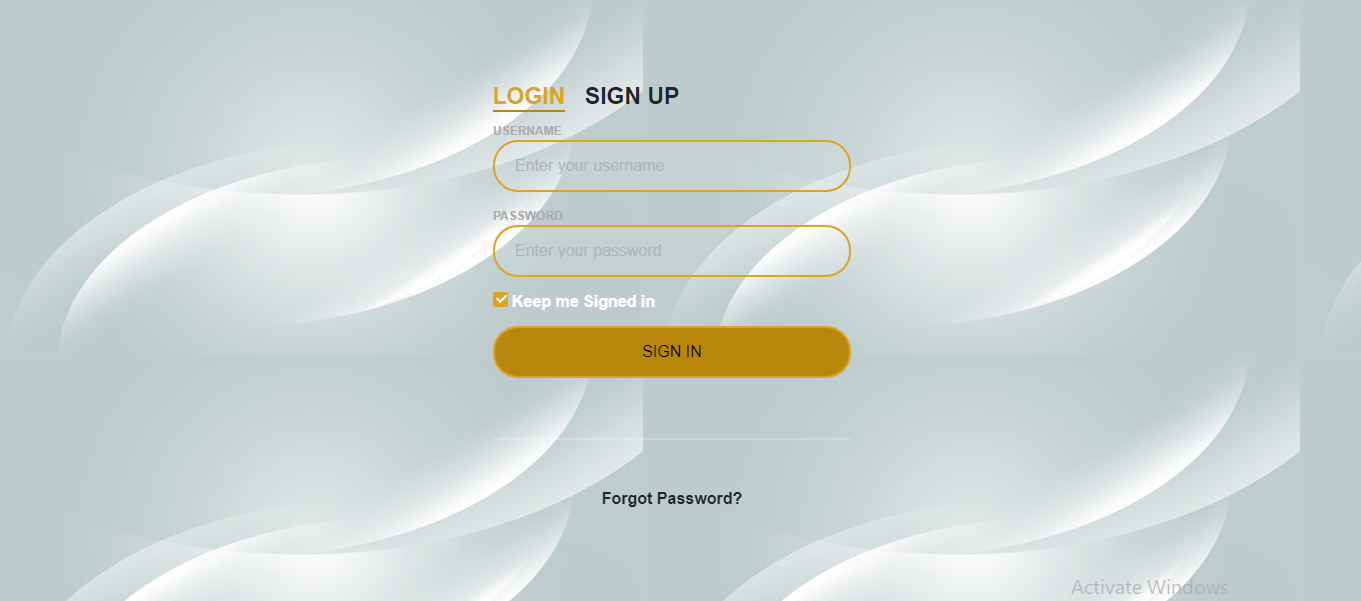 LOGIN SIGN UP
USERNAME
Enter your username
PASSWORD
Enter your password
Keep me Signed in
SIGN IN
Forgot Password?
Activate Windows